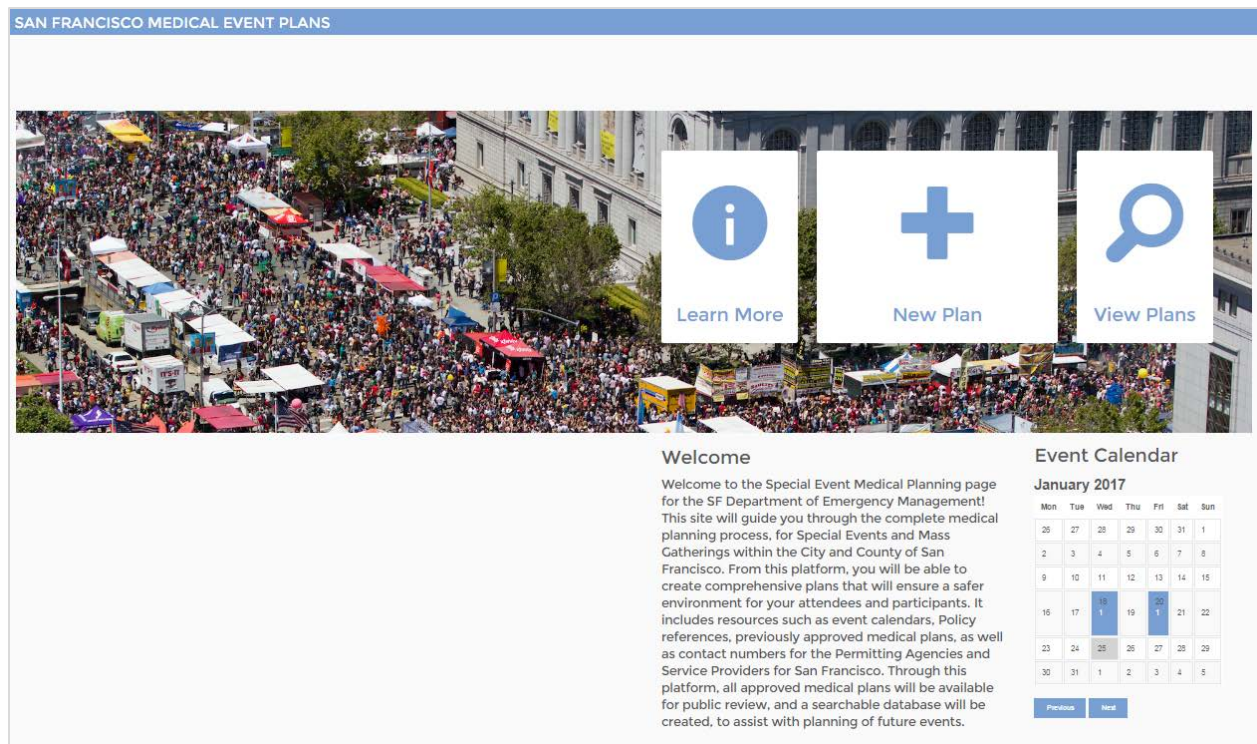 SAN FRANCISCO MEDICAL EVENT PLANS
Learn More
New Plan
View Plans
Welcome
Welcome to the Special Event Medical Planning page
for the SF Department of Emergency Management!
This site will guide you through the complete medical
planning process, for Special Events and Mass
Gatherings within the City and County of San
Francisco. From this platform, you will be able to
create comprehensive plans that will ensure a safer
environment for your attendees and participants. It
includes resources such as event calendars, Policy
references, previously approved medical plans, as well
as contact numbers for the Permitting Agencies and
Service Providers for San Francisco. Through this
platform, all approved medical plans will be available
for public review, and a searchable database will be
created, to assist with planning of future events.
Event Calendar
January 2017
Mon Tue Wed Thu Fri Sat Sun
26 27 28 29 30 31 1
2 3 4 5 6 7 8
9 10 11 12 13 14 15
16 17 18 19 20 21 22
1 1
23 24 25 26 27 28 29
30 31 1 2 3 4 5
Previous Next